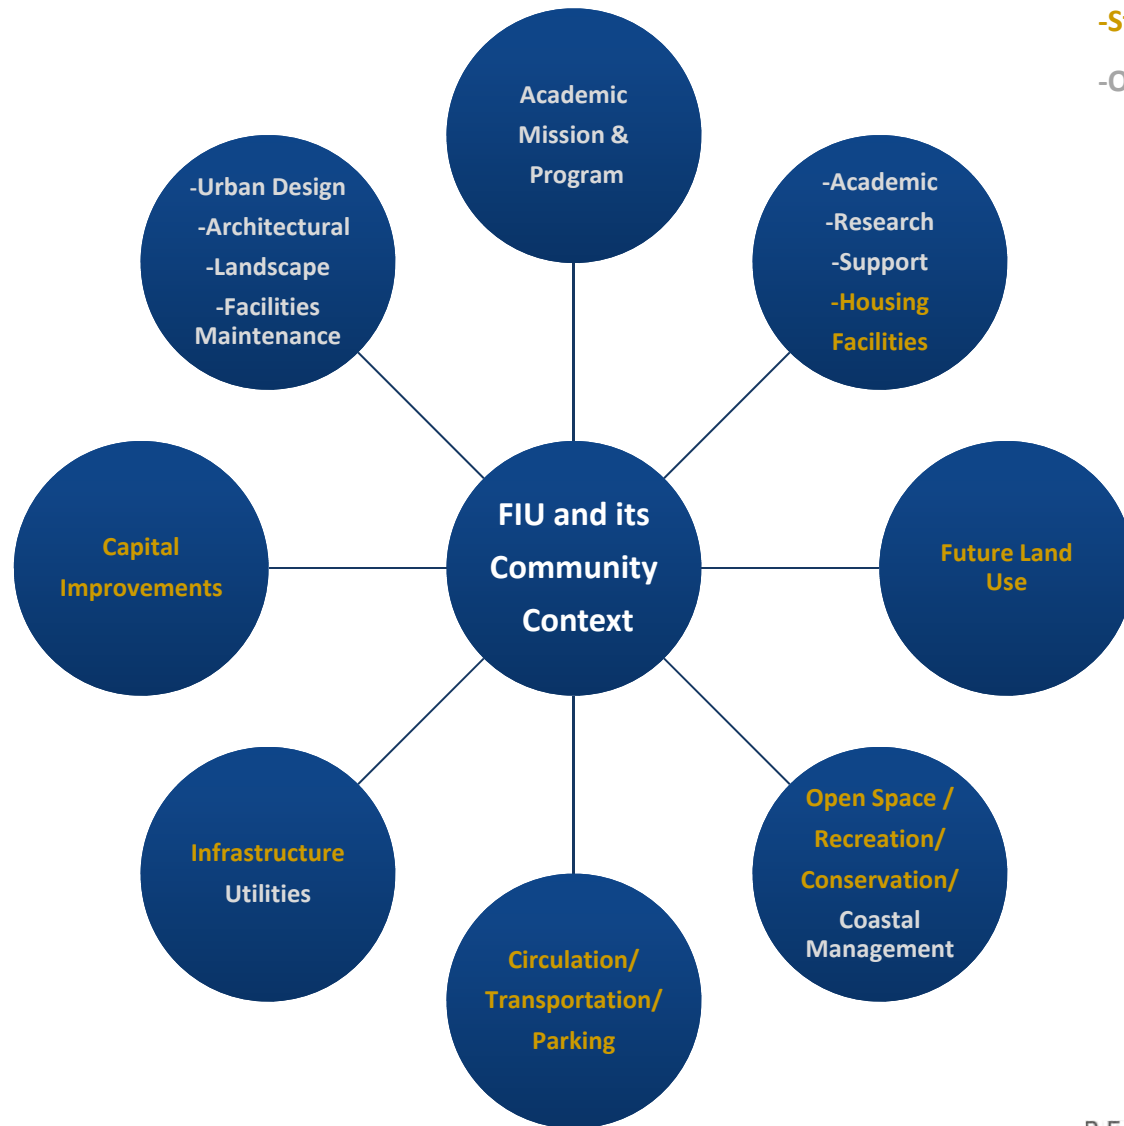 Academic
Mission &
Program
-Urban Design
-Architectural
-Landscape
-Facilities
Maintenance
-Academic
-Research
-Support
-Housing
Facilities
Capital
Improvements
FIU and its
Community
Context
Future Land
Use
Infrastructure
Utilities
Open Space /
Recreation/
Conservation/
Coastal
Management
Circulation/
Transportation/
Parking